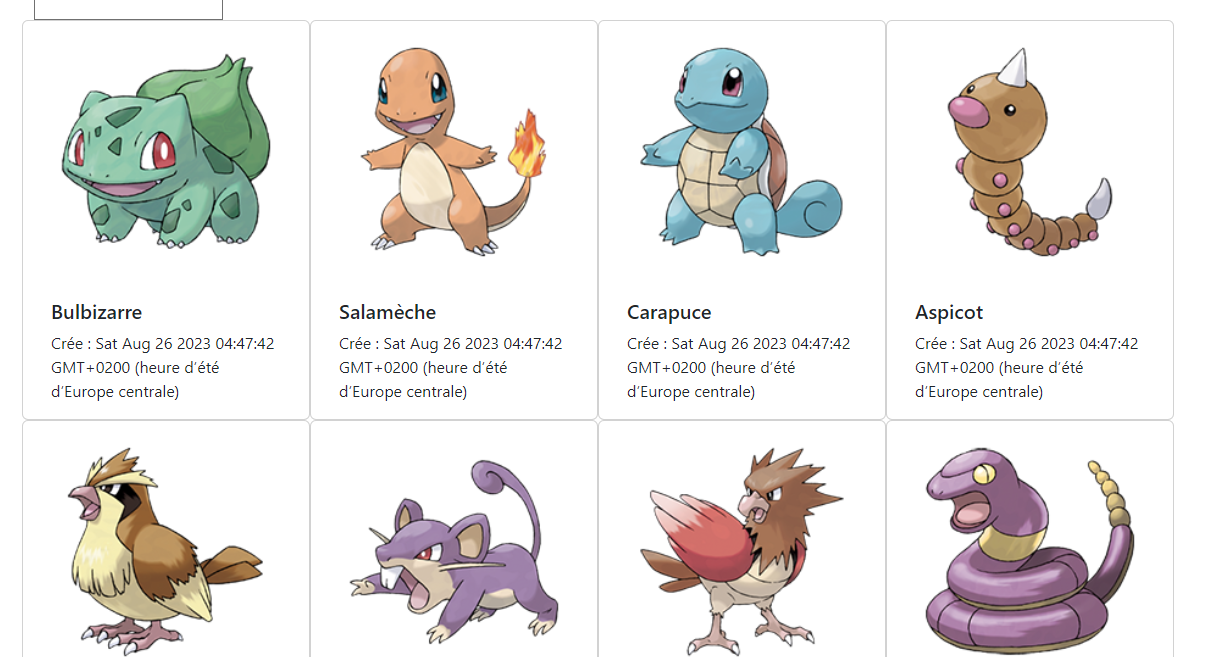 Bulbizarre
Crée : Sat Aug 26 2023 04:47:42
GMT+0200 (heure d’été
d’Europe centrale)
Salamèche
Crée : Sat Aug 26 2023 04:47:42
GMT+0200 (heure d’été
d’Europe centrale)
Carapuce
Crée : Sat Aug 26 2023 04:47:42
GMT+0200 (heure d’été
d’Europe centrale)
Aspicot
Crée : Sat Aug 26 2023 04:47:42
GMT+0200 (heure d’été
d’Europe centrale)